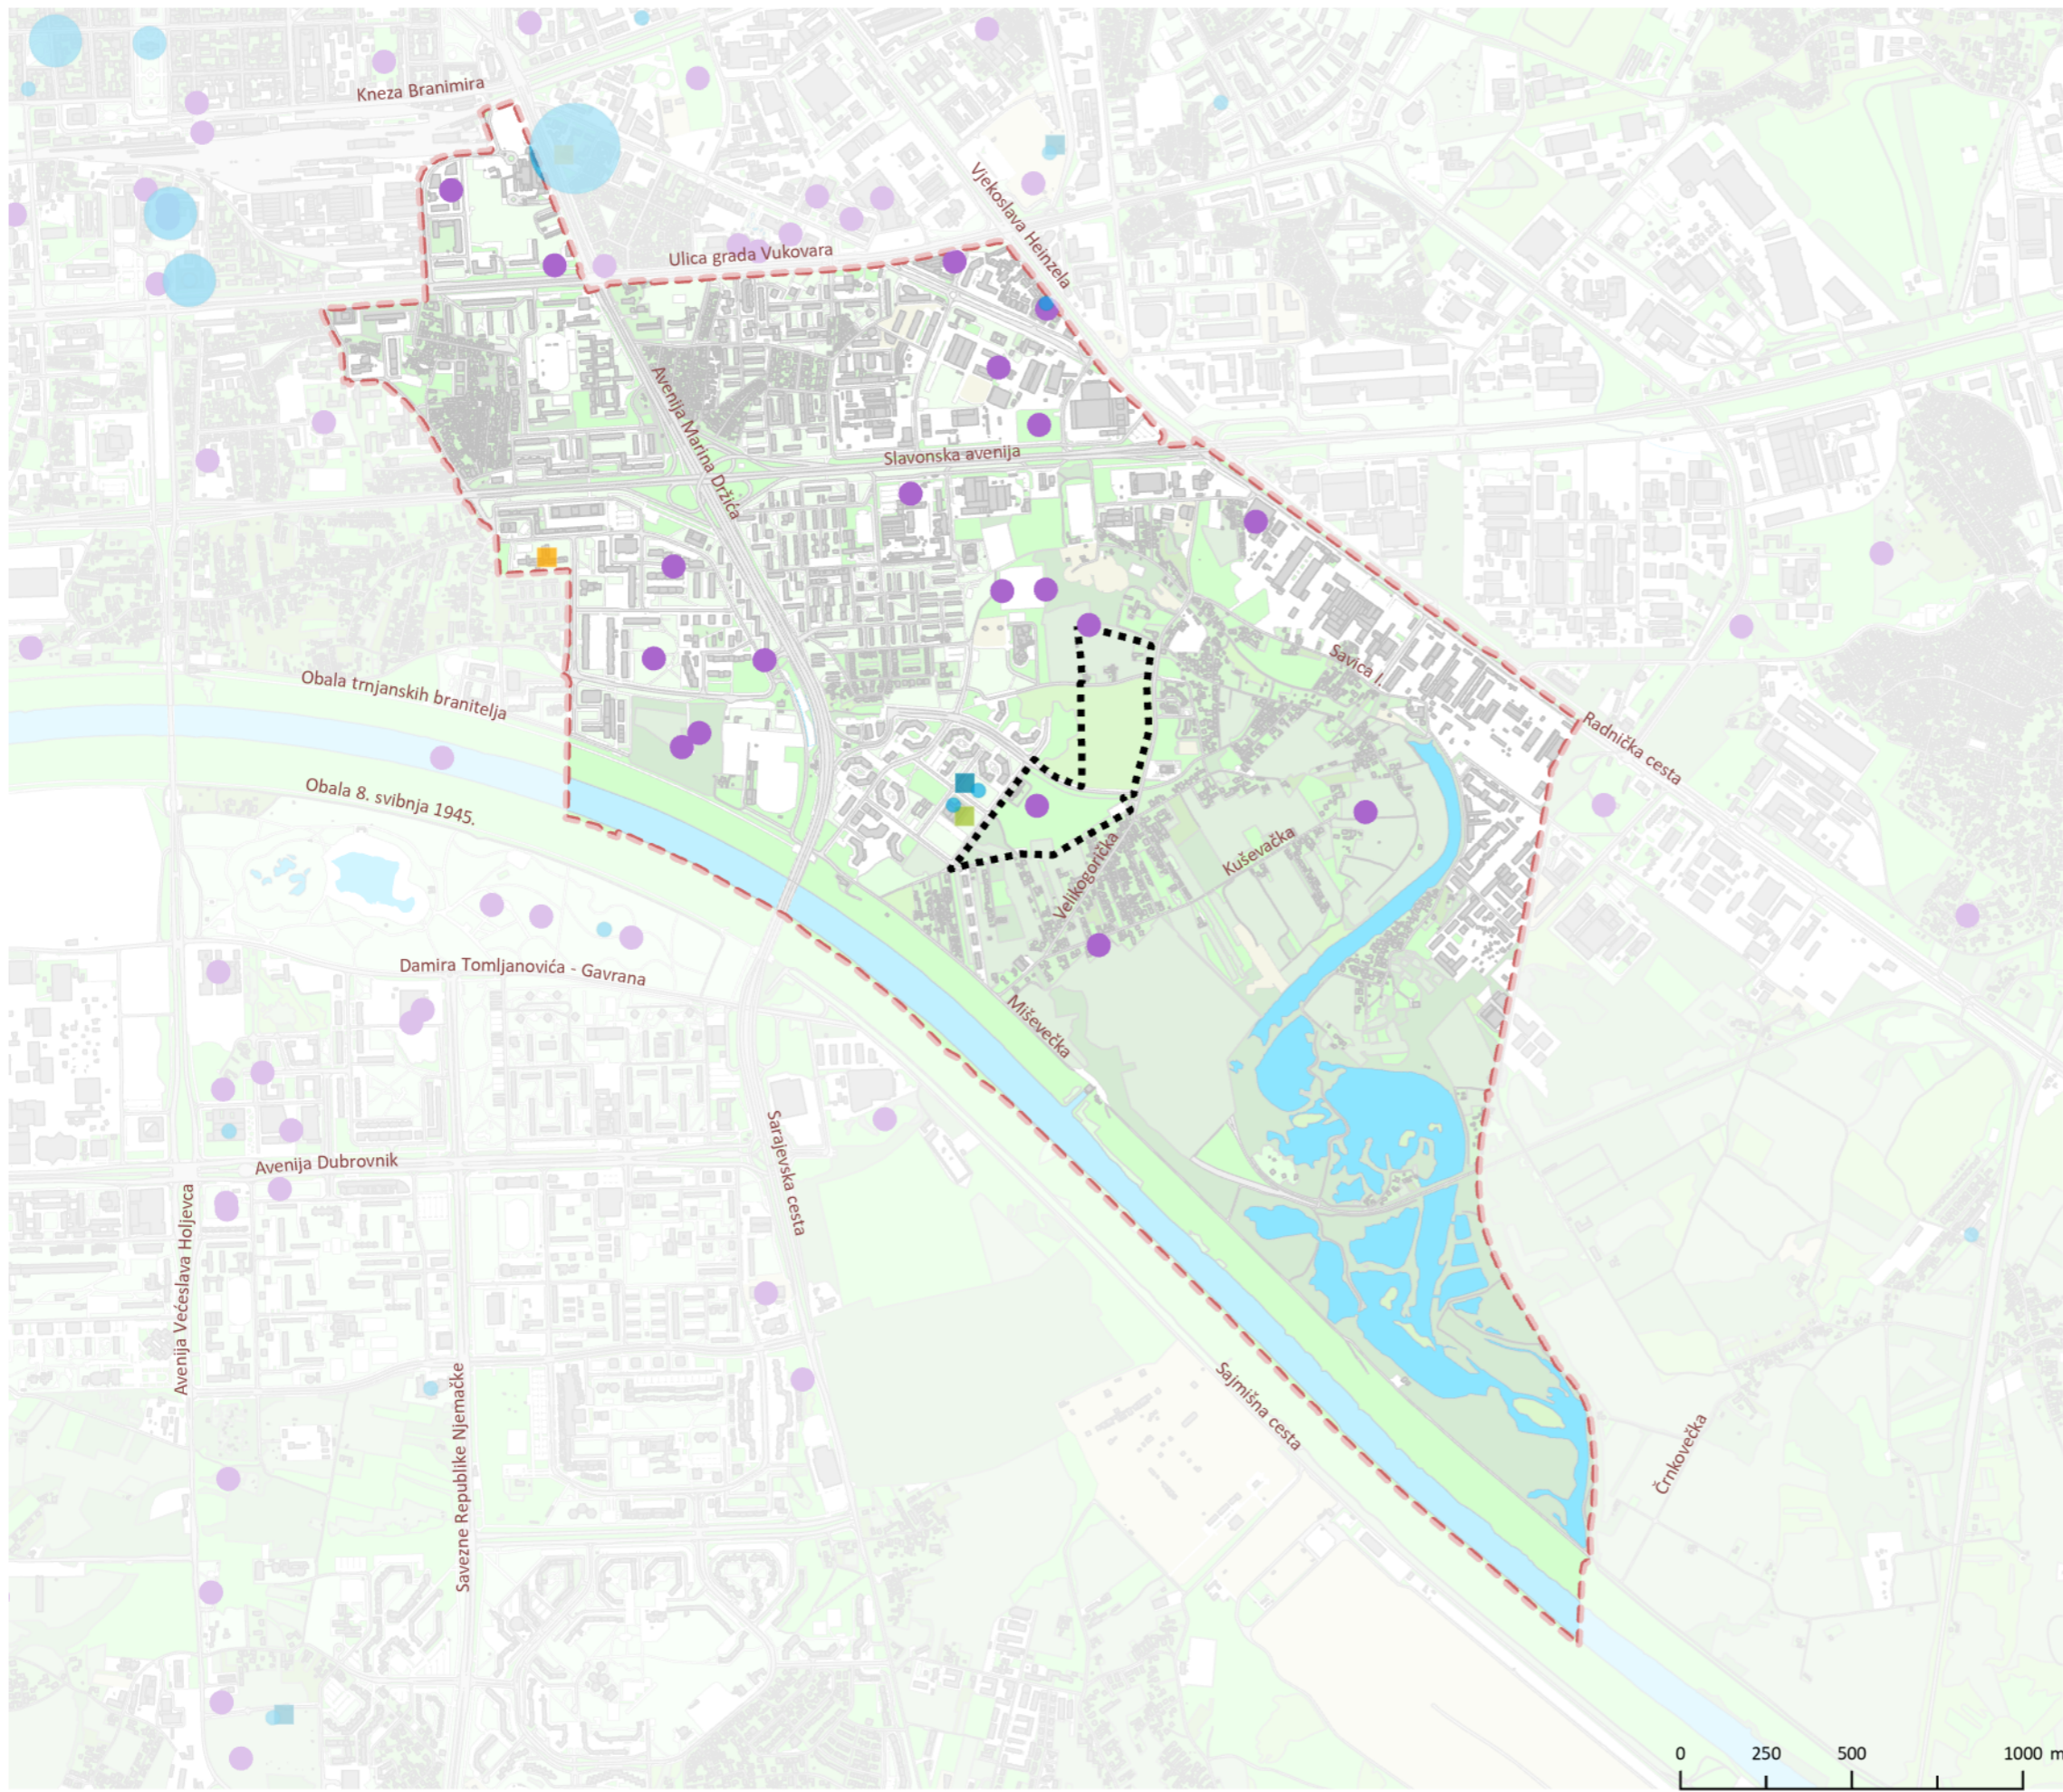 Kneza Branimira
Vjekoslava Heinzela
Ulica grada Vukovara
Avenija Marina Držića
Slavonska avenija
Savica I.
Obala trnjanskih branitelja
Radnička cesta
Obala 8. svibnja 1945.
Kuševačka
Velikogorička
Damira Tomljanovića - Gavrana
Miševečka
Sarajevska cesta
Avenija Dubrovnik
Avenija Većeslava Holjevca
Savezne Republike Njemačke
Sajmišna cesta
Črnkovečka
0 250 500 1000 m